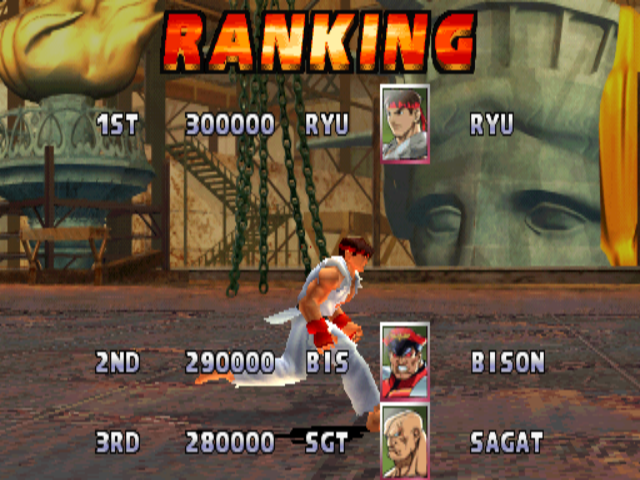 RANKING
1ST 300000 RYU RYU
2ND 290000 BIS BISON
3RD 280000 SGT SAGAT